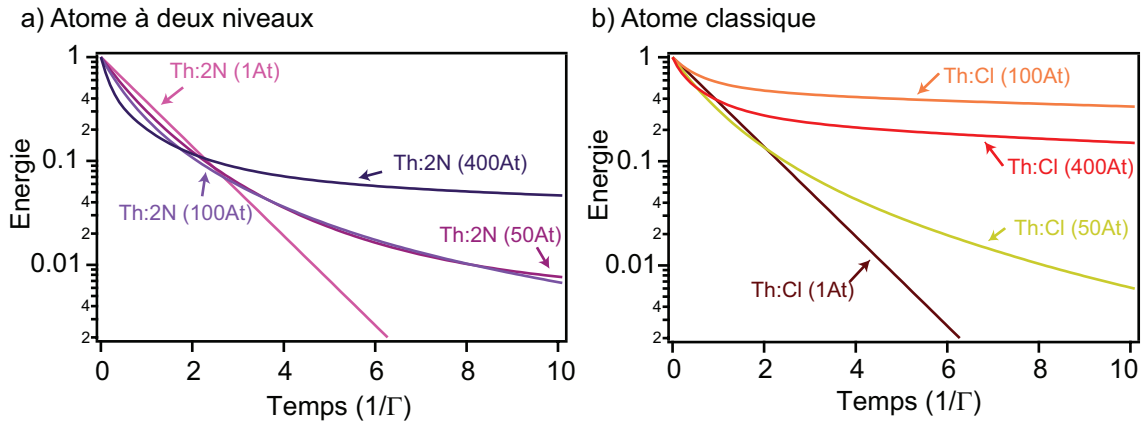 a) Atome à deux niveaux
Energie
1
4
2
0.1
4
2
0.01
4
2
Th:2N (1At)
Th:2N (400At)
Th:2N (100At)
Th:2N (50At)
0 2 4 6 8 10
Temps (1/Γ)
b) Atome classique
Energie
1
4
2
0.1
4
2
0.01
4
2
Th:Cl (100At)
Th:Cl (400At)
Th:Cl (50At)
Th:Cl (1At)
0 2 4 6 8 10
Temps (1/Γ)